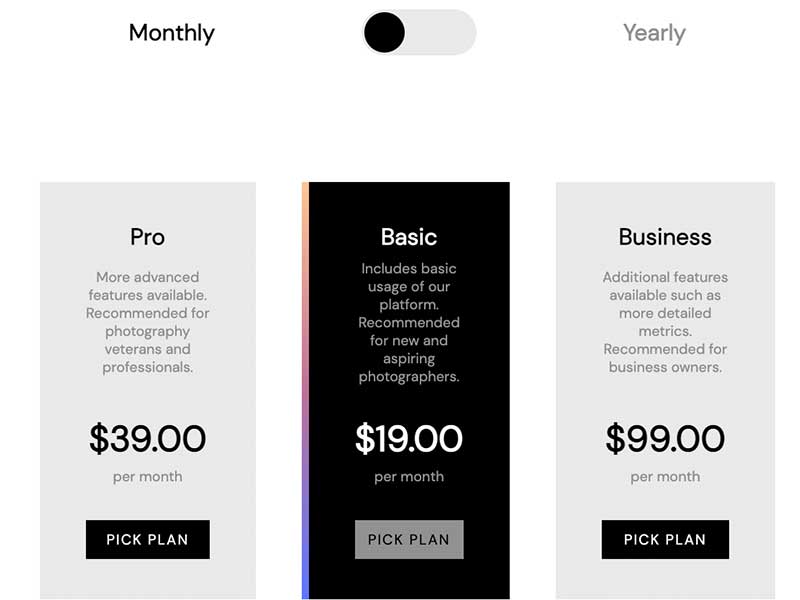 Monthly
Yearly
Pro
More advanced
features available.
Recommended for
photography
veterans and
professionals.
$39.00
per month
PICK PLAN
Basic
Includes basic
usage of our
platform.
Recommended
for new and
aspiring
photographers.
$19.00
per month
PICK PLAN
Business
Additional features
available such as
more detailed
metrics.
Recommended for
business owners.
$99.00
per month
PICK PLAN